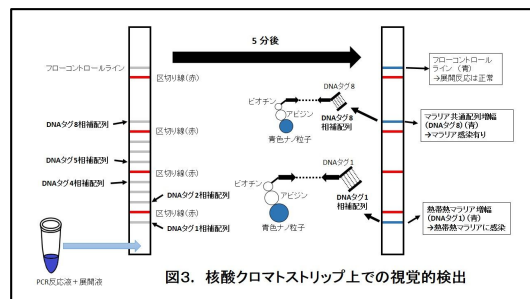 5分後
フローコントロールライン
区切り線(赤)
DNAタグ8相補配列
区切り線(赤)
DNAタグ5相補配列
区切り線(赤)
DNAタグ4相補配列
DNAタグ2相補配列
区切り線(赤)
DNAタグ1相補配列
PCR反応液+展開液
DNAタグ8
ビオチン
アビジン
DNAタグ8
相補配列
青色ナノ粒子
DNAタグ1
ビオチン
アビジン
DNAタグ1
相補配列
青色ナノ粒子
フローコントロール
ライン (青)
→展開反応は正常
マラリア共通配列増幅
(DNAタグ8) (青)
→マラリア感染有り
熱帯熱マラリア増幅
(DNAタグ1) (青)
→熱帯熱マラリアに感染
図3. 核酸クロマトストリップ上での視覚的検出